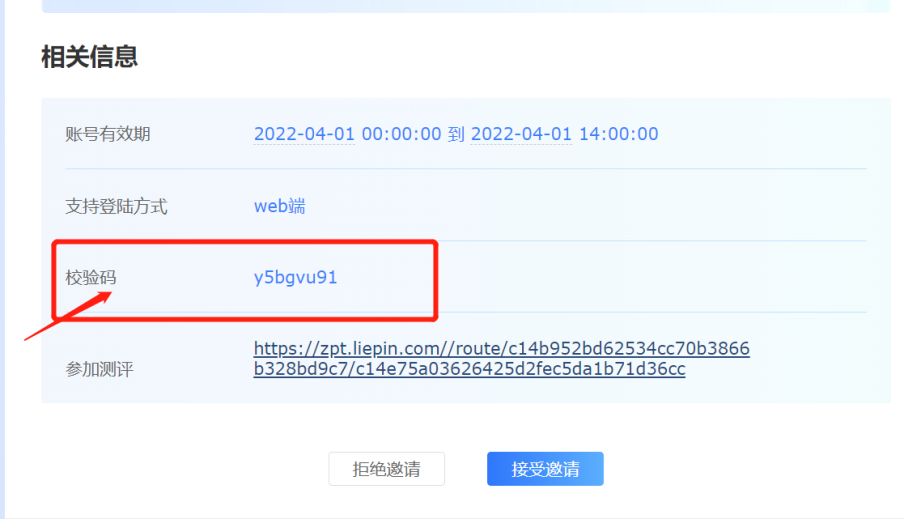 相关信息
账号有效期 2022-04-01 00:00:00 到 2022-04-01 14:00:00
支持登陆方式 web端
校验码 y5bgvu91
参加测评 https://zpt.liepin.com//route/c14b952bd62534cc70b3866
b328bd9c7/c14e75a03626425d2fec5da1b71d36cc
拒绝邀请 接受邀请